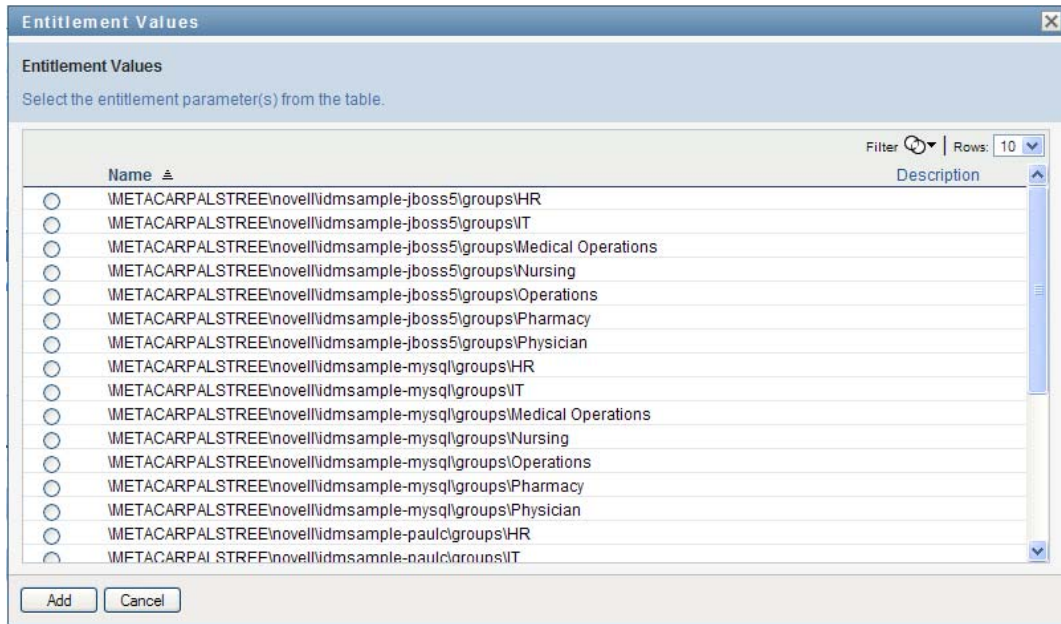 Entitlement Values
Entitlement Values
Select the entitlement parameter(s) from the table.
Filter | Rows: 10
Name Description
\METACARPALSTREE\novell\idmsample-jboss5\groups\HR
\METACARPALSTREE\novell\idmsample-jboss5\groups\IT
\METACARPALSTREE\novell\idmsample-jboss5\groups\Medical Operations
\METACARPALSTREE\novell\idmsample-jboss5\groups\Nursing
\METACARPALSTREE\novell\idmsample-jboss5\groups\Operations
\METACARPALSTREE\novell\idmsample-jboss5\groups\Pharmacy
\METACARPALSTREE\novell\idmsample-jboss5\groups\Physician
\METACARPALSTREE\novell\idmsample-mysql\groups\HR
\METACARPALSTREE\novell\idmsample-mysql\groups\IT
\METACARPALSTREE\novell\idmsample-mysql\groups\Medical Operations
\METACARPALSTREE\novell\idmsample-mysql\groups\Nursing
\METACARPALSTREE\novell\idmsample-mysql\groups\Operations
\METACARPALSTREE\novell\idmsample-mysql\groups\Pharmacy
\METACARPALSTREE\novell\idmsample-mysql\groups\Physician
\METACARPALSTREE\novell\idmsample-paulc\groups\HR
\METACARPALSTREE\novell\idmsample-paulc\groups\IT
Add Cancel